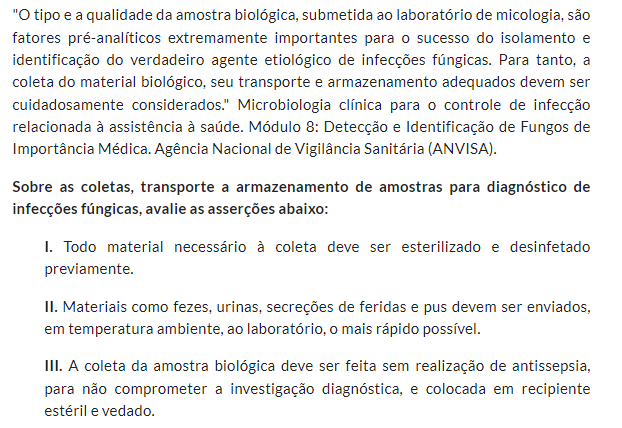 "O tipo e a qualidade da amostra biológica, submetida ao laboratório de micologia, são
fatores pré-analíticos extremamente importantes para o sucesso do isolamento e
identificação do verdadeiro agente etiológico de infecções fúngicas. Para tanto, a
coleta do material biológico, seu transporte e armazenamento adequados devem ser
cuidadosamente considerados." Microbiologia clínica para o controle de infecção
relacionada à assistência à saúde. Módulo 8: Detecção e Identificação de Fungos de
Importância Médica. Agência Nacional de Vigilância Sanitária (ANVISA).
Sobre as coletas, transporte a armazenamento de amostras para diagnóstico de
infecções fúngicas, avalie as asserções abaixo:
I. Todo material necessário à coleta deve ser esterilizado e desinfetado
previamente.
II. Materiais como fezes, urinas, secreções de feridas e pus devem ser enviados,
em temperatura ambiente, ao laboratório, o mais rápido possível.
III. A coleta da amostra biológica deve ser feita sem realização de antissepsia,
para não comprometer a investigação diagnóstica, e colocada em recipiente
estéril e vedado.